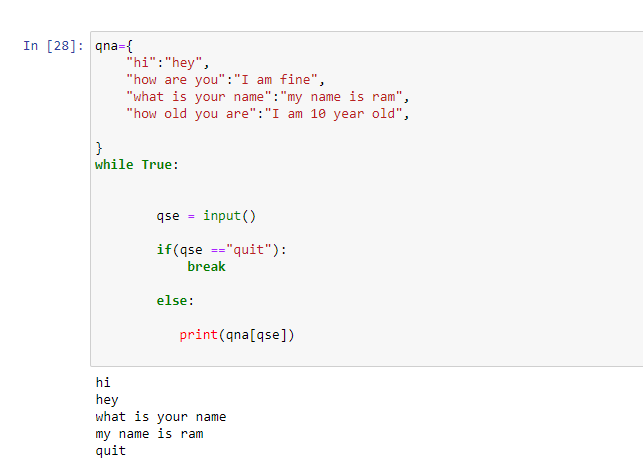 In [28]: qna={
"hi":"hey",
"how are you":"I am fine",
"what is your name":"my name is ram",
"how old you are":"I am 10 year old",
}
while True:
qse = input()
if(qse =="quit"):
break
else:
print(qna[qse])
hi
hey
what is your name
my name is ram
quit